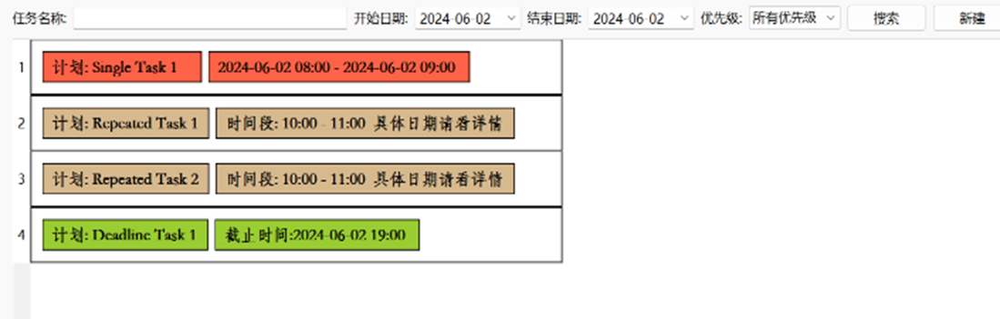 任务名称: 开始日期: 2024-06-02 结束日期: 2024-06-02 优先级: 所有优先级 搜索 新建
1 计划: Single Task 1 2024-06-02 08:00 - 2024-06-02 09:00
2 计划: Repeated Task 1 时间段: 10:00 - 11:00 具体日期请看详情
3 计划: Repeated Task 2 时间段: 10:00 - 11:00 具体日期请看详情
4 计划: Deadline Task 1 截止时间:2024-06-02 19:00